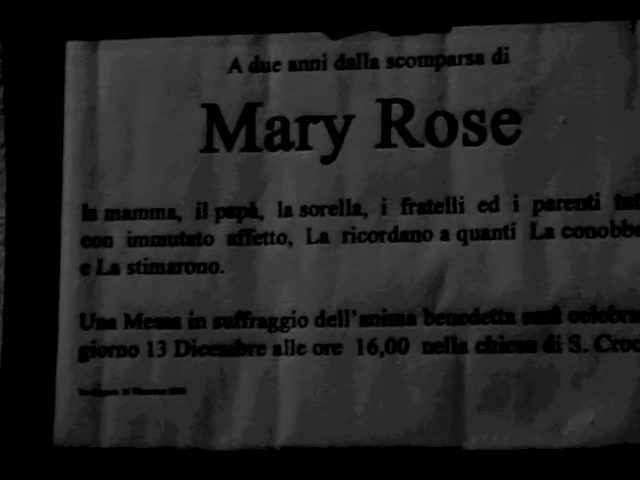 A due anni dalla scomparsa di
Mary Rose
la mamma, il papà, la sorella, i fratelli ed i parenti
con immutato affetto, La ricordano a quanti La
e La stimarono.
Una Messa in suffraggio dell'anima benedetta sarà
giorno 13 Dicembre alle ore 16,00 nella chiesa di S.